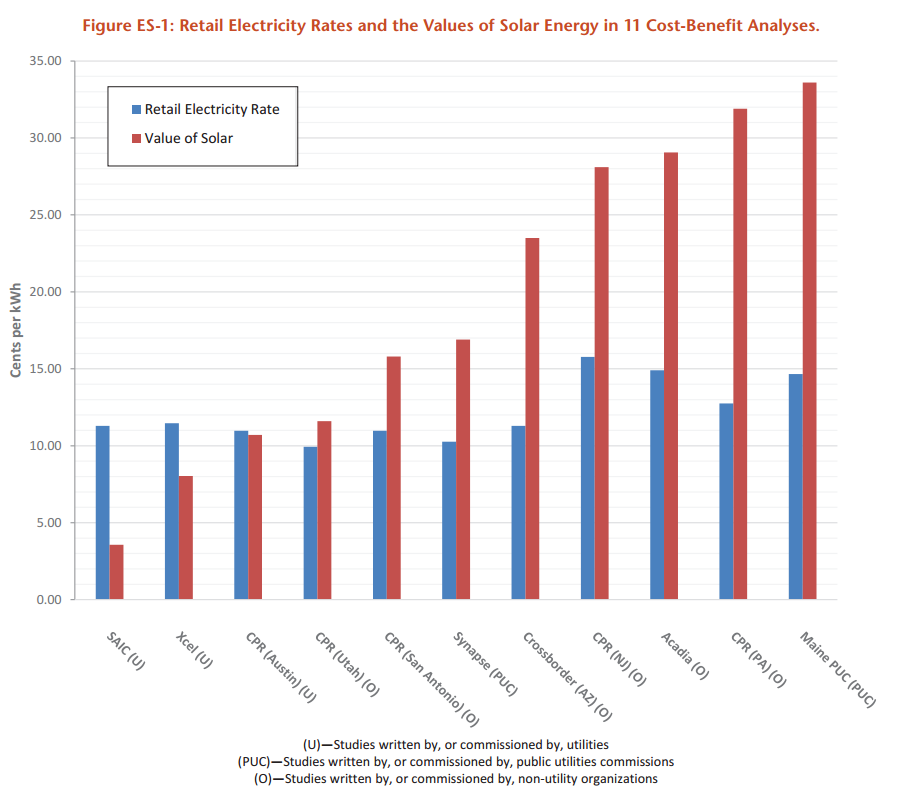 Figure ES-1: Retail Electricity Rates and the Values of Solar Energy in 11 Cost-Benefit Analyses.
35.00
30.00
25.00
20.00
15.00
10.00
5.00
0.00
Cents per kWh
Retail Electricity Rate
Value of Solar
SAIC (U)
Xcel (U)
CPR (Austin) (U)
CPR (Utah) (O)
CPR (San Antonio) (O)
Synapse (PUC)
Crossborder (AZ) (O)
CPR (NJ) (O)
Acadia (O)
CPR (PA) (O)
Maine PUC (PUC)
(U)—Studies written by, or commissioned by, utilities
(PUC)—Studies written by, or commissioned by, public utilities commissions
(O)—Studies written by, or commissioned by, non-utility organizations